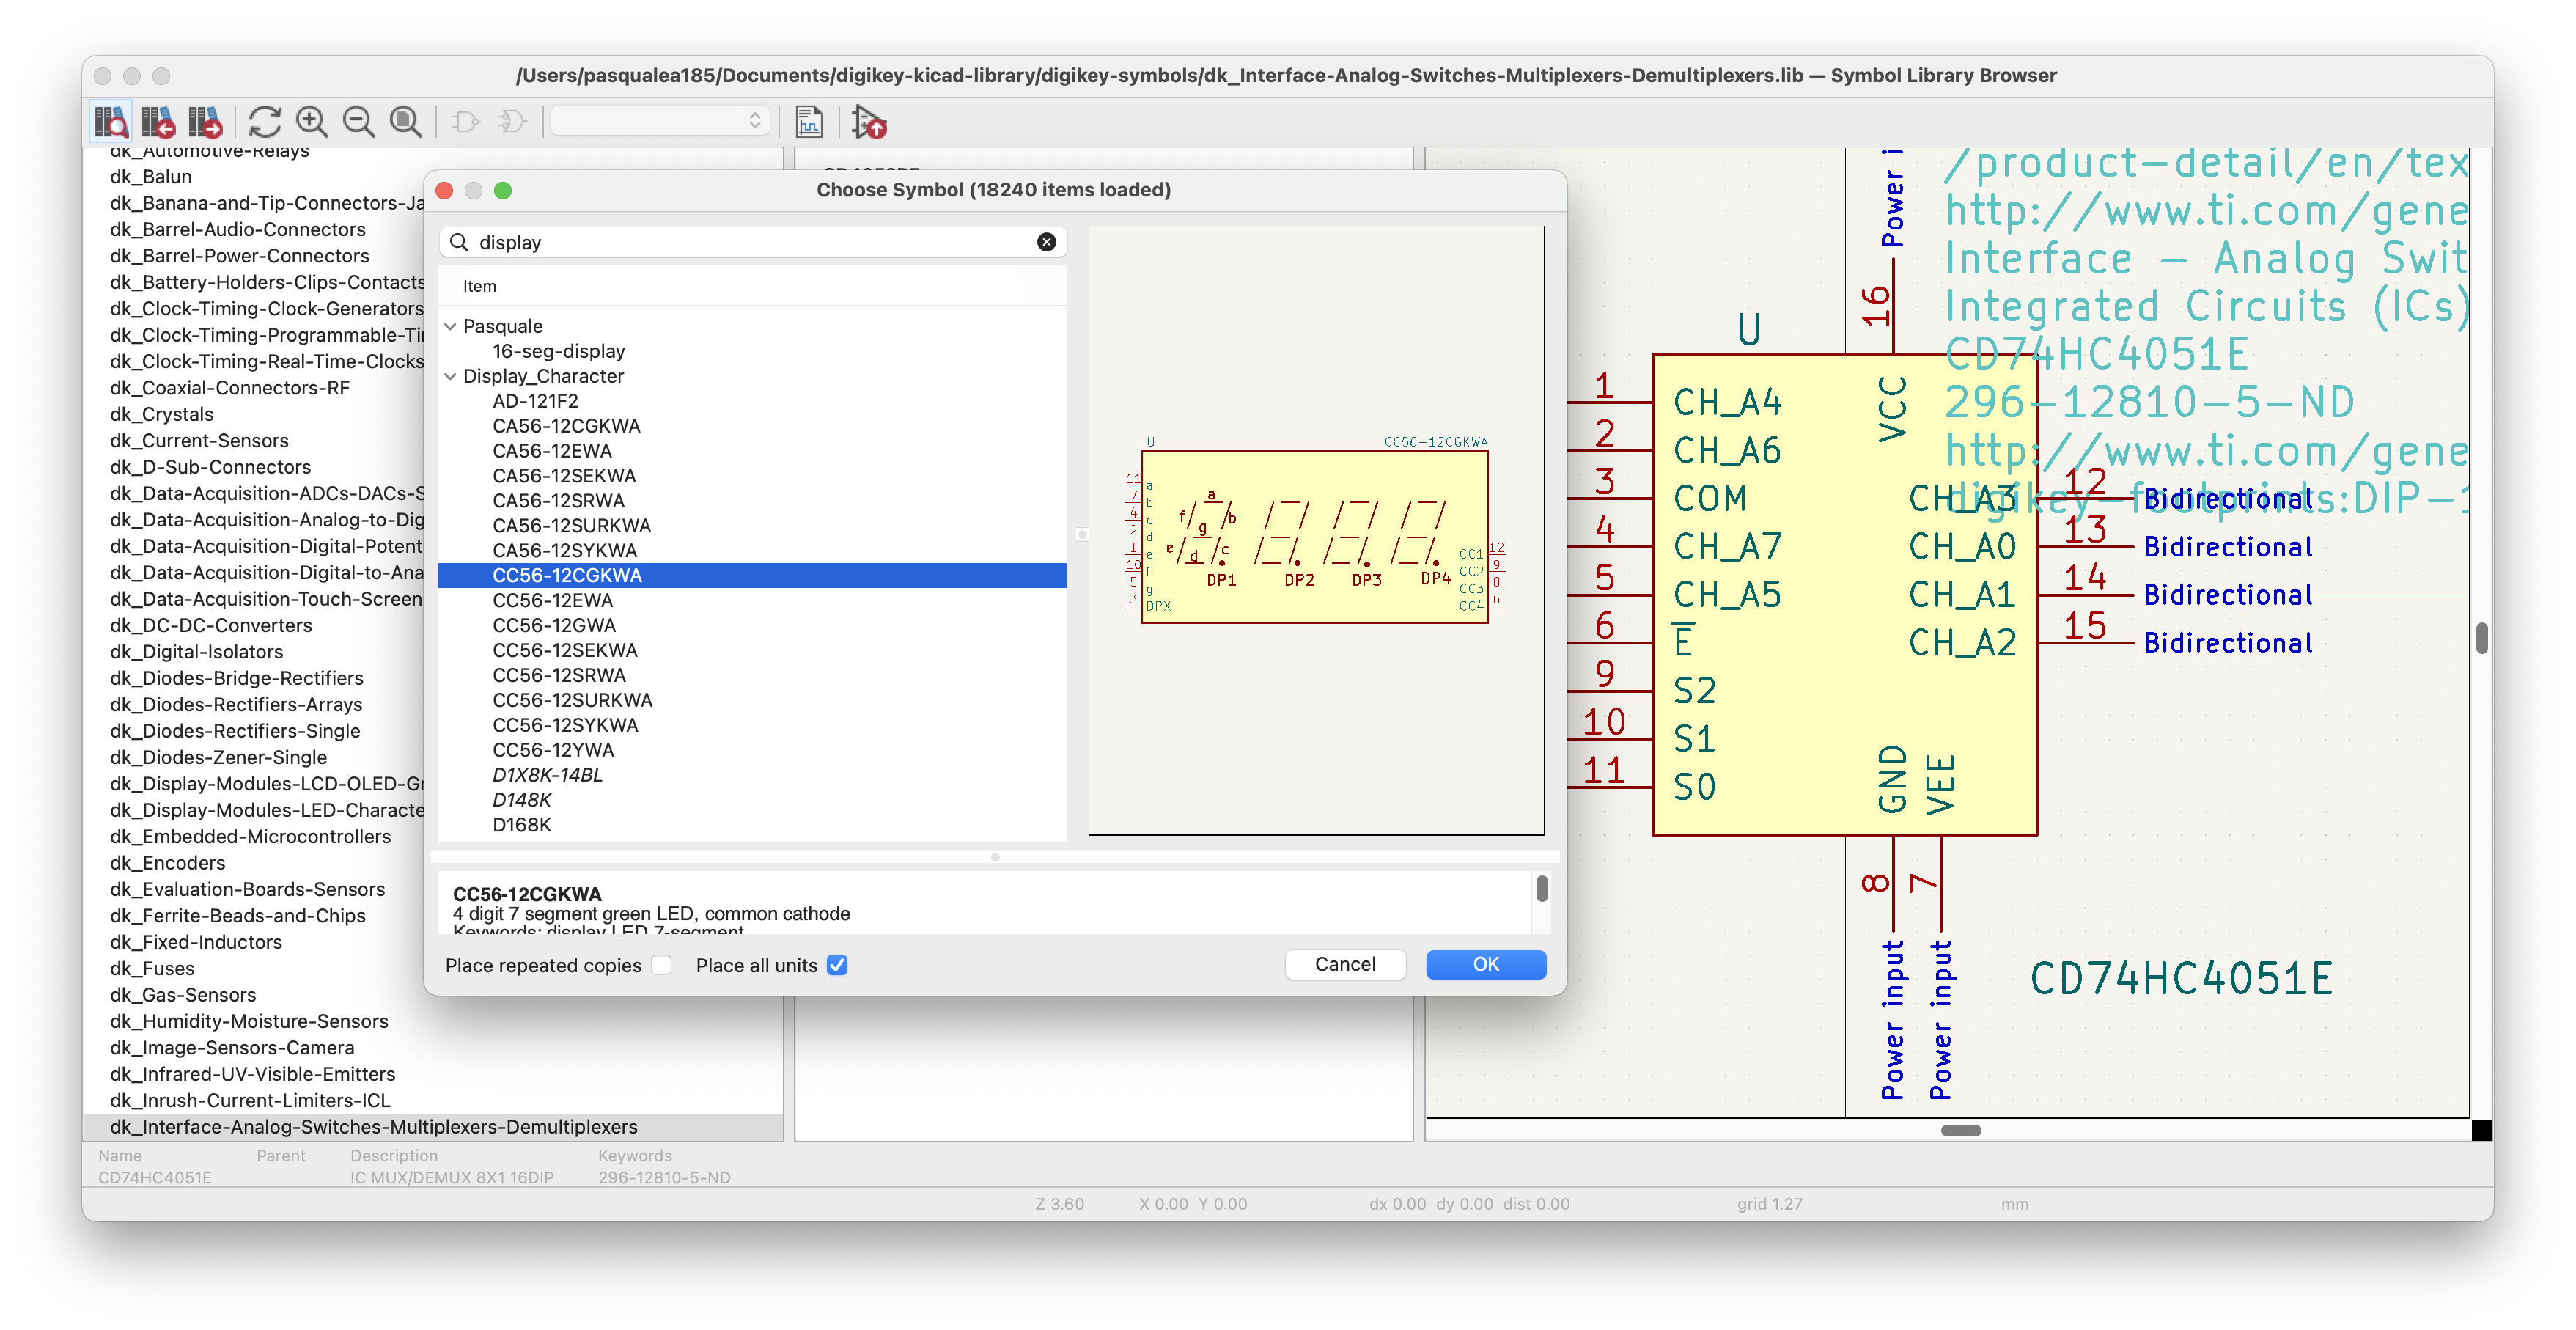 /Users/pasqualea185/Documents/digikey-kicad-library/digikey-symbols/dk_Interface-Analog-Switches-Multiplexers-Demultiplexers.lib — Symbol Library Browser
dk_Automotive-Relays
dk_Balun
dk_Banana-and-Tip-Connectors-Ja
dk_Barrel-Audio-Connectors
dk_Barrel-Power-Connectors
dk_Battery-Holders-Clips-Contacts
dk_Clock-Timing-Clock-Generators
dk_Clock-Timing-Programmable-Ti
dk_Clock-Timing-Real-Time-Clocks
dk_Coaxial-Connectors-RF
dk_Crystals
dk_Current-Sensors
dk_D-Sub-Connectors
dk_Data-Acquisition-ADCs-DACs-S
dk_Data-Acquisition-Analog-to-Dig
dk_Data-Acquisition-Digital-Potent
dk_Data-Acquisition-Digital-to-Ana
dk_Data-Acquisition-Touch-Screen
dk_DC-DC-Converters
dk_Digital-Isolators
dk_Diodes-Bridge-Rectifiers
dk_Diodes-Rectifiers-Arrays
dk_Diodes-Rectifiers-Single
dk_Diodes-Zener-Single
dk_Display-Modules-LCD-OLED-Gr
dk_Display-Modules-LED-Characte
dk_Embedded-Microcontrollers
dk_Encoders
dk_Evaluation-Boards-Sensors
dk_Ferrite-Beads-and-Chips
dk_Fixed-Inductors
dk_Fuses
dk_Gas-Sensors
dk_Humidity-Moisture-Sensors
dk_Image-Sensors-Camera
dk_Infrared-UV-Visible-Emitters
dk_Inrush-Current-Limiters-ICL
dk_Interface-Analog-Switches-Multiplexers-Demultiplexers
Choose Symbol (18240 items loaded)
display
Item
Pasquale
16-seg-display
Display_Character
AD-121F2
CA56-12CGKWA
CA56-12EWA
CA56-12SEKWA
CA56-12SRWA
CA56-12SURKWA
CA56-12SYKWA
CC56-12CGKWA
CC56-12EWA
CC56-12GWA
CC56-12SEKWA
CC56-12SRWA
CC56-12SURKWA
CC56-12SYKWA
CC56-12YWA
D1X8K-14BL
D148K
D168K
U CC56-12CGKWA
11 a
7 b
4 c
2 d
1 e
10 f
5 g
3 DPX
a
f b
g
e c
d
DP1 DP2 DP3 DP4
CC1 12
CC2 9
CC3 8
CC4 6
CC56-12CGKWA
4 digit 7 segment green LED, common cathode
Keywords: display LED 7-segment
Place repeated copies Place all units
Cancel OK
Power i
16
U
VCC
/product-detail/en/tex
http://www.ti.com/gene
Interface - Analog Swit
Integrated Circuits (ICs)
CD74HC4051E
296-12810-5-ND
http://www.ti.com/gene
digikey-footprints:DIP-1
1 CH_A4
2 CH_A6
3 COM
4 CH_A7
5 CH_A5
6 E
9 S2
10 S1
11 S0
CH_A3 12 Bidirectional
CH_A0 13 Bidirectional
CH_A1 14 Bidirectional
CH_A2 15 Bidirectional
GND VEE
8 7
Power input
Power input
CD74HC4051E
Name Parent Description Keywords
CD74HC4051E IC MUX/DEMUX 8X1 16DIP 296-12810-5-ND
Z 3.60 X 0.00 Y 0.00 dx 0.00 dy 0.00 dist 0.00 grid 1.27 mm